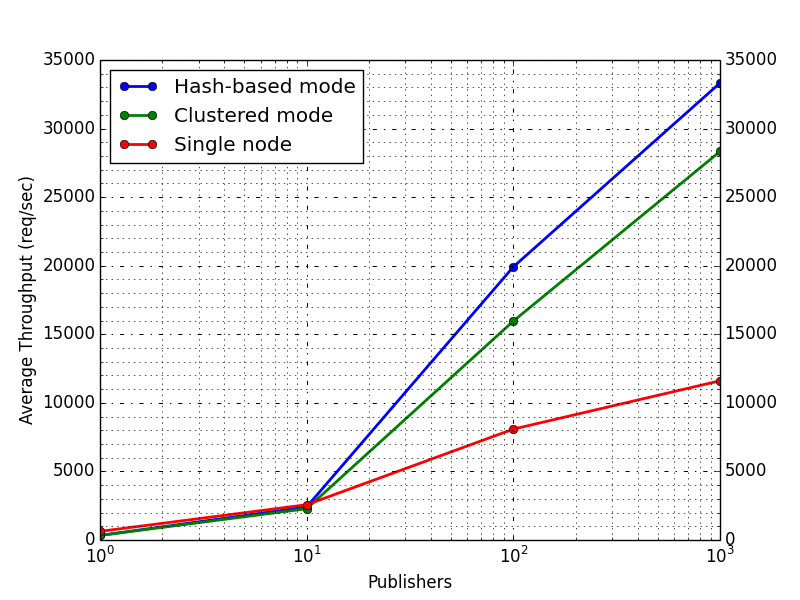 35000
30000
25000
20000
15000
10000
5000
0
Average Throughput (req/sec)
Hash-based mode
Clustered mode
Single node
35000
30000
25000
20000
15000
10000
5000
0
10⁰ 10¹ 10² 10³
Publishers